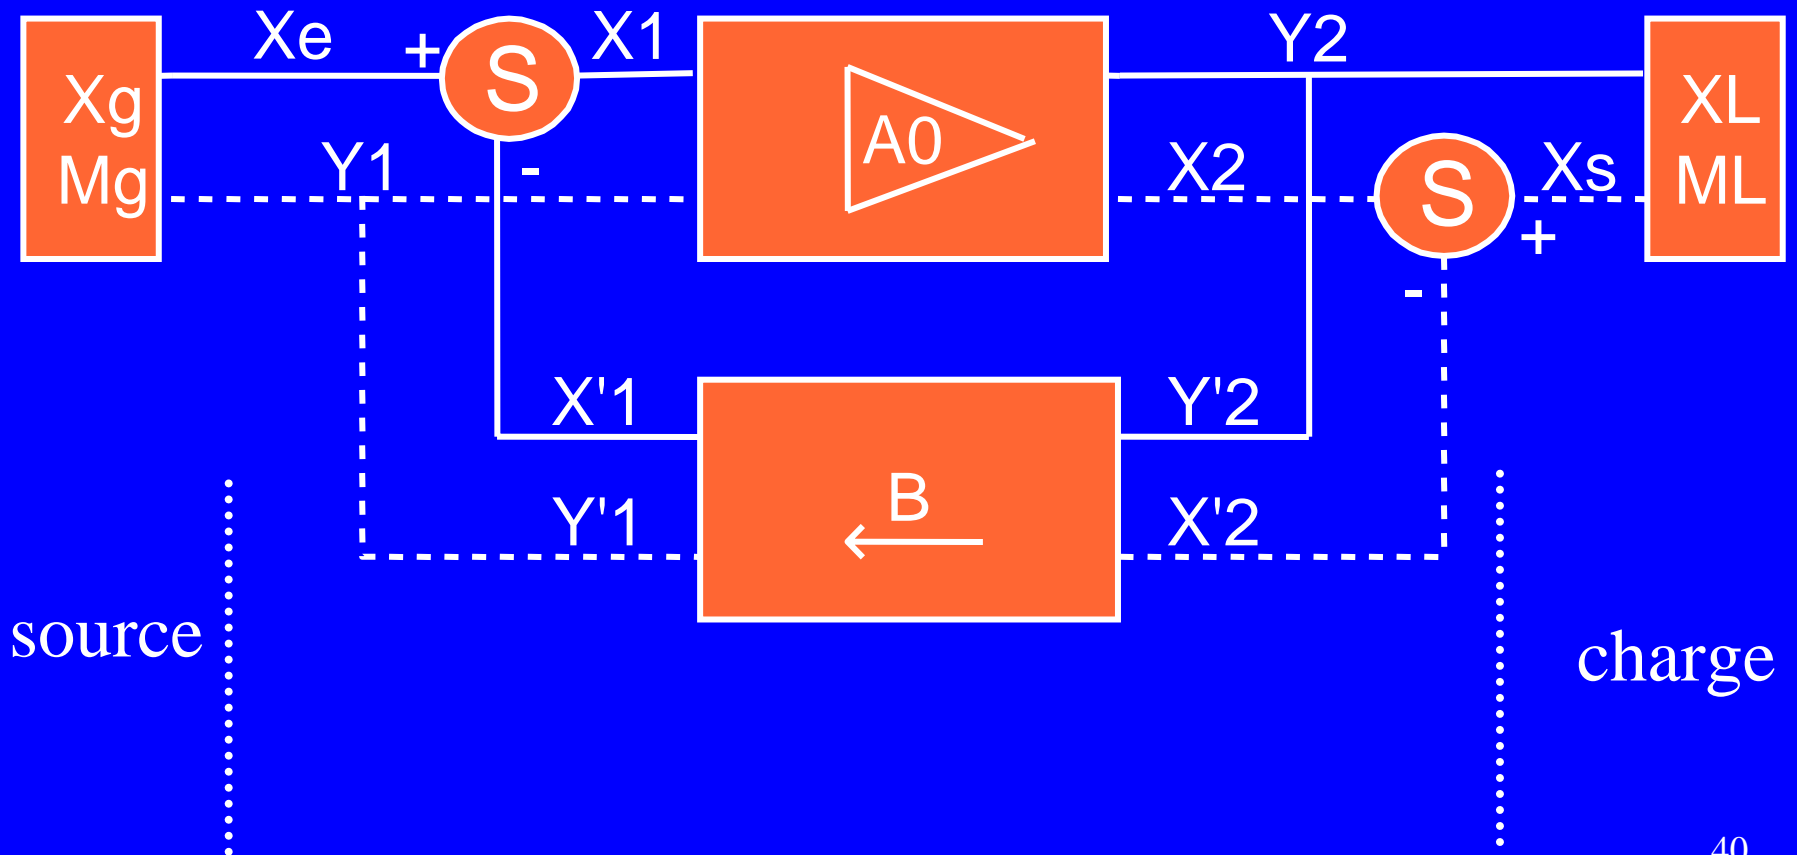 Xe
+
S
X1
Y2
Xg
Mg
A0
XL
ML
Y1
-
X2
S
Xs
+
-
X'1
Y'2
B
Y'1
X'2
source
charge
40